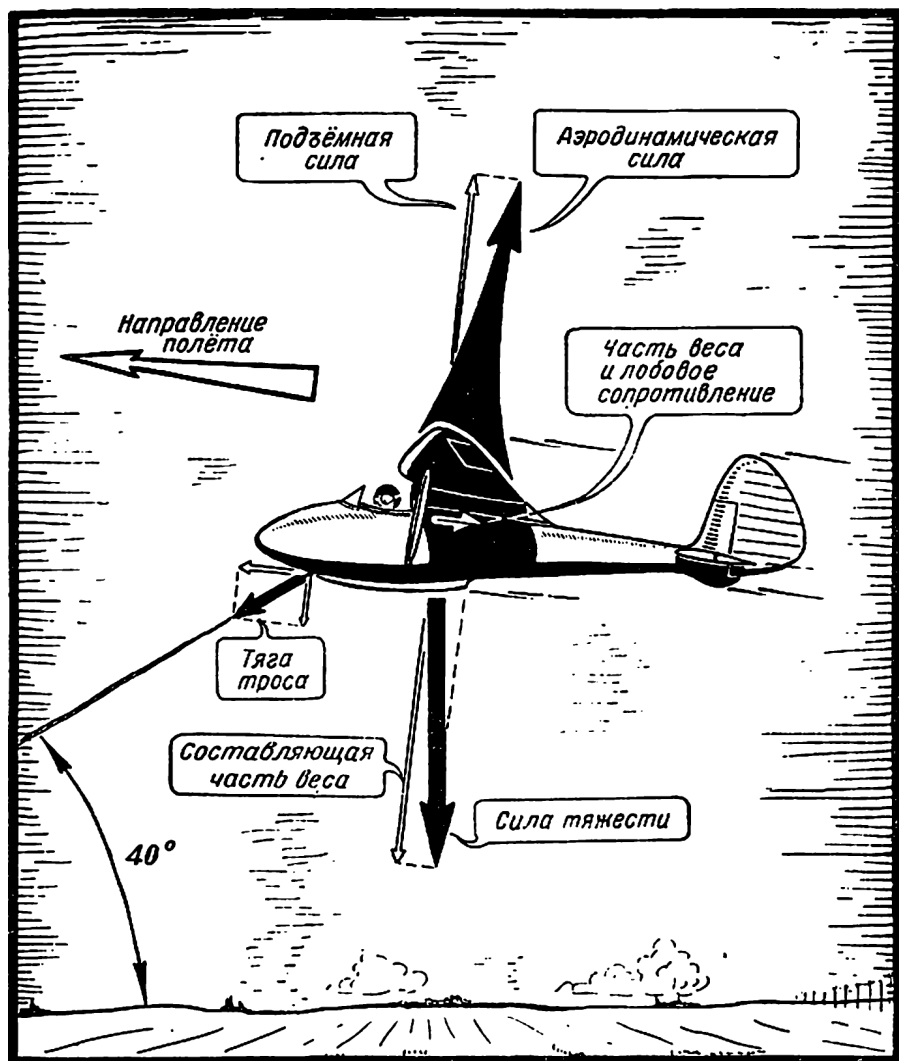 Подъёмная
сила
Аэродинамическая
сила
Направление
полёта
Часть веса
и лобовое
сопротивление
Тяга
троса
Составляющая
часть веса
Сила тяжести
40°